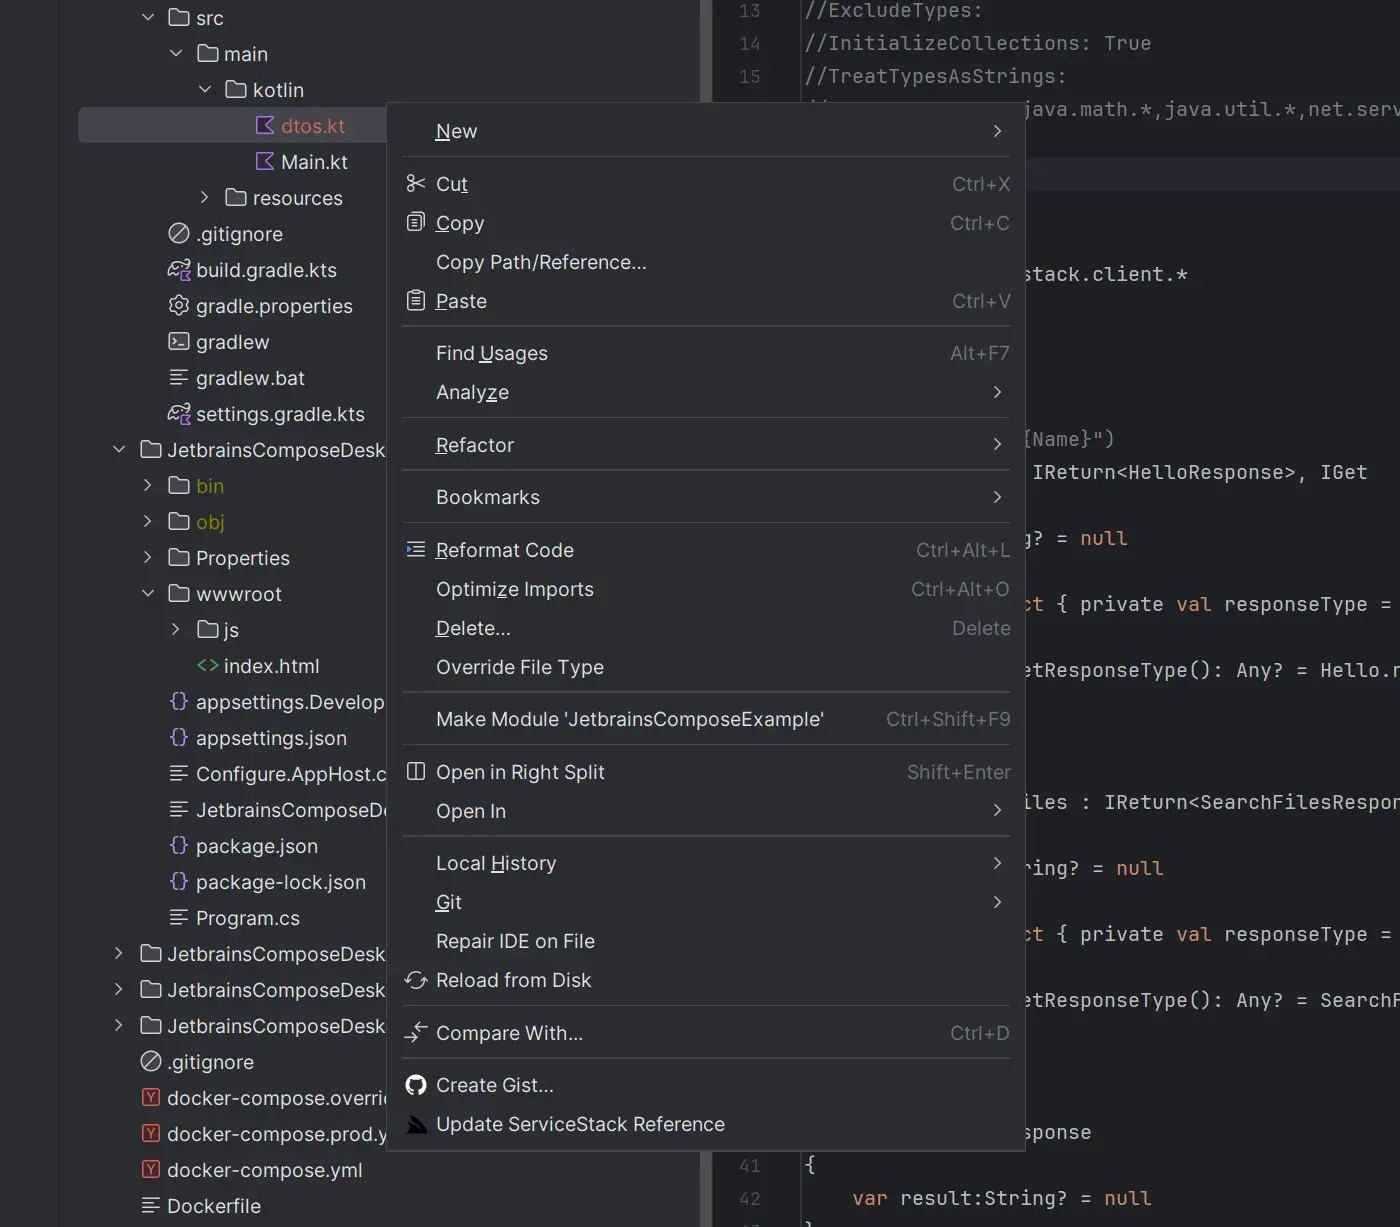 src
main
kotlin
dtos.kt
Main.kt
resources
.gitignore
build.gradle.kts
gradle.properties
gradlew
gradlew.bat
settings.gradle.kts
JetbrainsComposeDesk
bin
obj
Properties
wwwroot
js
index.html
appsettings.Develop
appsettings.json
Configure.AppHost.c
JetbrainsComposeDe
package.json
package-lock.json
Program.cs
JetbrainsComposeDesk
JetbrainsComposeDesk
JetbrainsComposeDesk
.gitignore
docker-compose.overri
docker-compose.prod.y
docker-compose.yml
Dockerfile
New
Cut Ctrl+X
Copy Ctrl+C
Copy Path/Reference...
Paste Ctrl+V
Find Usages Alt+F7
Analyze
Refactor
Bookmarks
Reformat Code Ctrl+Alt+L
Optimize Imports Ctrl+Alt+O
Delete... Delete
Override File Type
Make Module 'JetbrainsComposeExample' Ctrl+Shift+F9
Open in Right Split Shift+Enter
Open In
Local History
Git
Repair IDE on File
Reload from Disk
Compare With... Ctrl+D
Create Gist...
Update ServiceStack Reference
13 //ExcludeTypes:
14 //InitializeCollections: True
15 //TreatTypesAsStrings:
java.math.*,java.util.*,net.serv
stack.client.*
{Name}")
IReturn<HelloResponse>, IGet
g? = null
ct { private val responseType =
etResponseType(): Any? = Hello.r
iles : IReturn<SearchFilesRespon
ring? = null
ct { private val responseType =
etResponseType(): Any? = SearchF
sponse
41 {
42 var result:String? = null